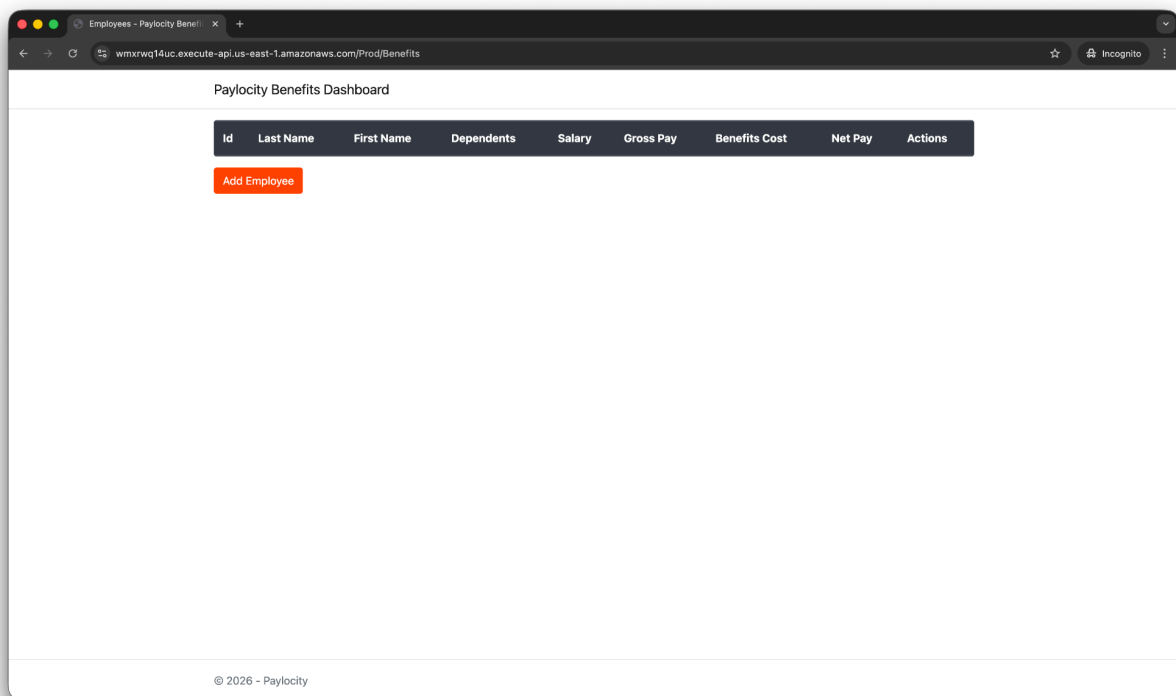 Employees - Paylocity Benefi
wmxrwq14uc.execute-api.us-east-1.amazonaws.com/Prod/Benefits
Incognito
Paylocity Benefits Dashboard
Id Last Name First Name Dependents Salary Gross Pay Benefits Cost Net Pay Actions
Add Employee
© 2026 - Paylocity